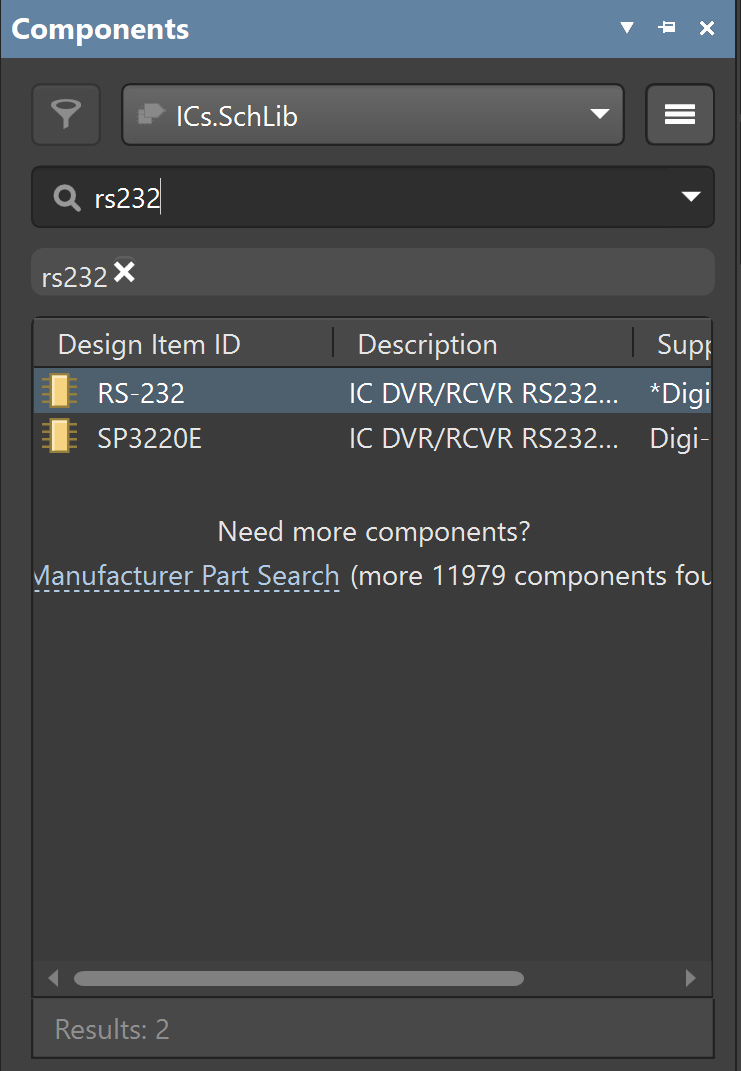 Components
ICs.SchLib
rs232
rs232
Design Item ID Description Supp
RS-232 IC DVR/RCVR RS232... *Digi
SP3220E IC DVR/RCVR RS232... Digi-
Need more components?
Manufacturer Part Search (more 11979 components fou
Results: 2